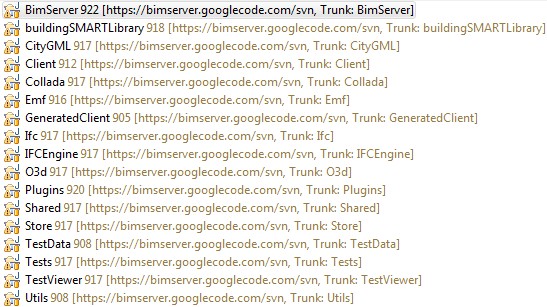 BimServer 922 [https://bimserver.googlecode.com/svn, Trunk: BimServer]
buildingSMARTLibrary 918 [https://bimserver.googlecode.com/svn, Trunk: buildingSMARTLibrary]
CityGML 917 [https://bimserver.googlecode.com/svn, Trunk: CityGML]
Client 912 [https://bimserver.googlecode.com/svn, Trunk: Client]
Collada 917 [https://bimserver.googlecode.com/svn, Trunk: Collada]
Emf 916 [https://bimserver.googlecode.com/svn, Trunk: Emf]
GeneratedClient 905 [https://bimserver.googlecode.com/svn, Trunk: GeneratedClient]
Ifc 917 [https://bimserver.googlecode.com/svn, Trunk: Ifc]
IFCEngine 917 [https://bimserver.googlecode.com/svn, Trunk: IFCEngine]
O3d 917 [https://bimserver.googlecode.com/svn, Trunk: O3d]
Plugins 920 [https://bimserver.googlecode.com/svn, Trunk: Plugins]
Shared 917 [https://bimserver.googlecode.com/svn, Trunk: Shared]
Store 917 [https://bimserver.googlecode.com/svn, Trunk: Store]
TestData 908 [https://bimserver.googlecode.com/svn, Trunk: TestData]
Tests 917 [https://bimserver.googlecode.com/svn, Trunk: Tests]
TestViewer 917 [https://bimserver.googlecode.com/svn, Trunk: TestViewer]
Utils 908 [https://bimserver.googlecode.com/svn, Trunk: Utils]